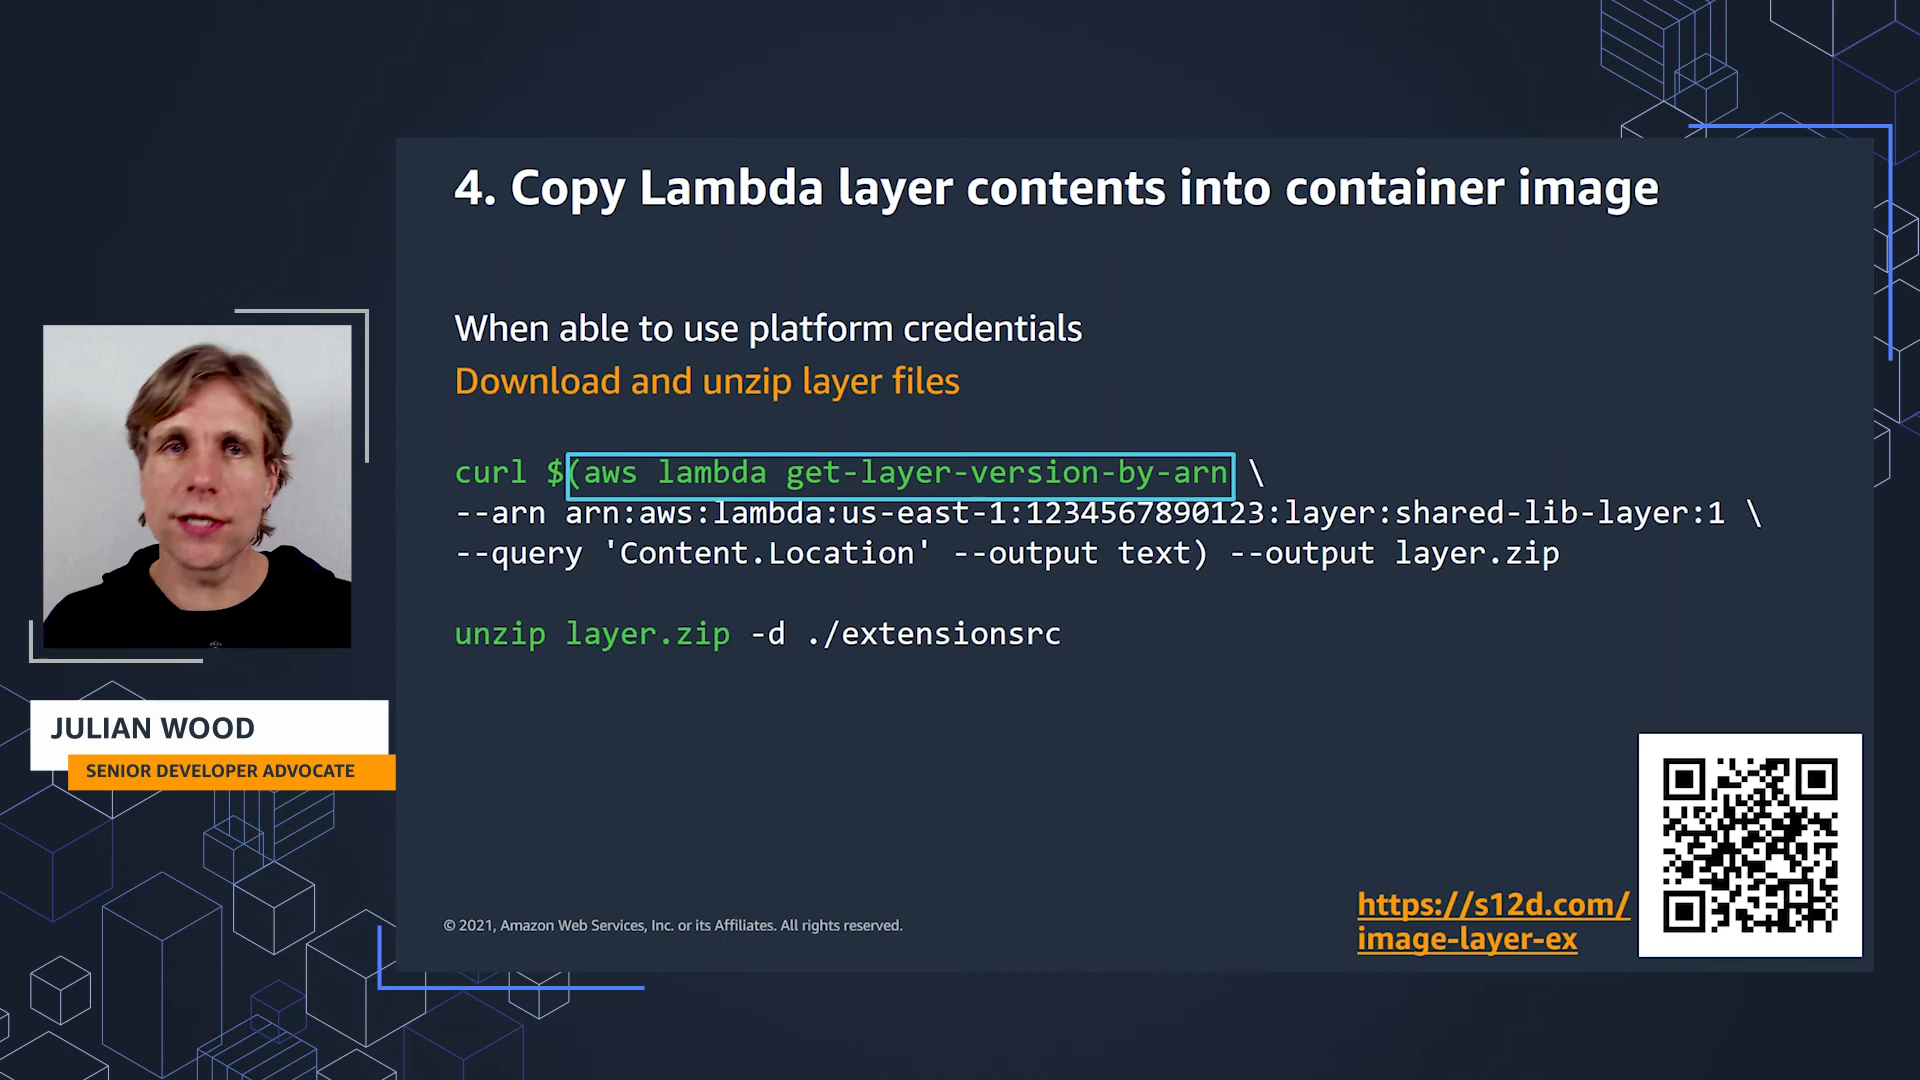 4. Copy Lambda layer contents into container image
When able to use platform credentials
Download and unzip layer files
curl $(aws lambda get-layer-version-by-arn \
--arn arn:aws:lambda:us-east-1:1234567890123:layer:shared-lib-layer:1 \
--query 'Content.Location' --output text) --output layer.zip
unzip layer.zip -d ./extensionsrc
JULIAN WOOD
SENIOR DEVELOPER ADVOCATE
https://s12d.com/
image-layer-ex
© 2021, Amazon Web Services, Inc. or its Affiliates. All rights reserved.